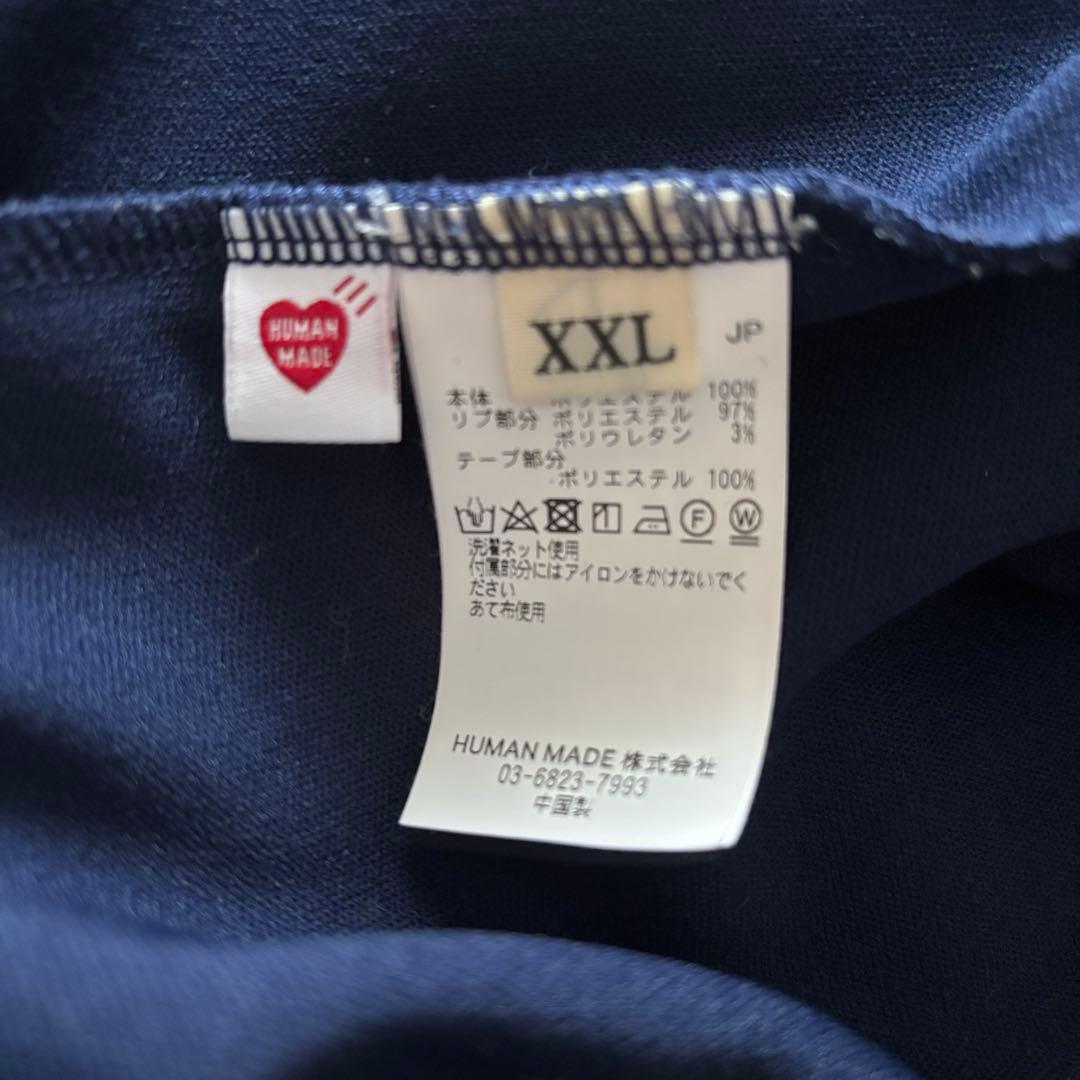 HUMAN
MADE
XXL
JP
本体 ポリエステル 100%
リブ部分 ポリエステル 97%
ポリウレタン 3%
テープ部分
ポリエステル 100%
F W
洗濯ネット使用
付属部分にはアイロンをかけないでく
ださい
あて布使用
HUMAN MADE 株式会社
03-6823-7993
中国製